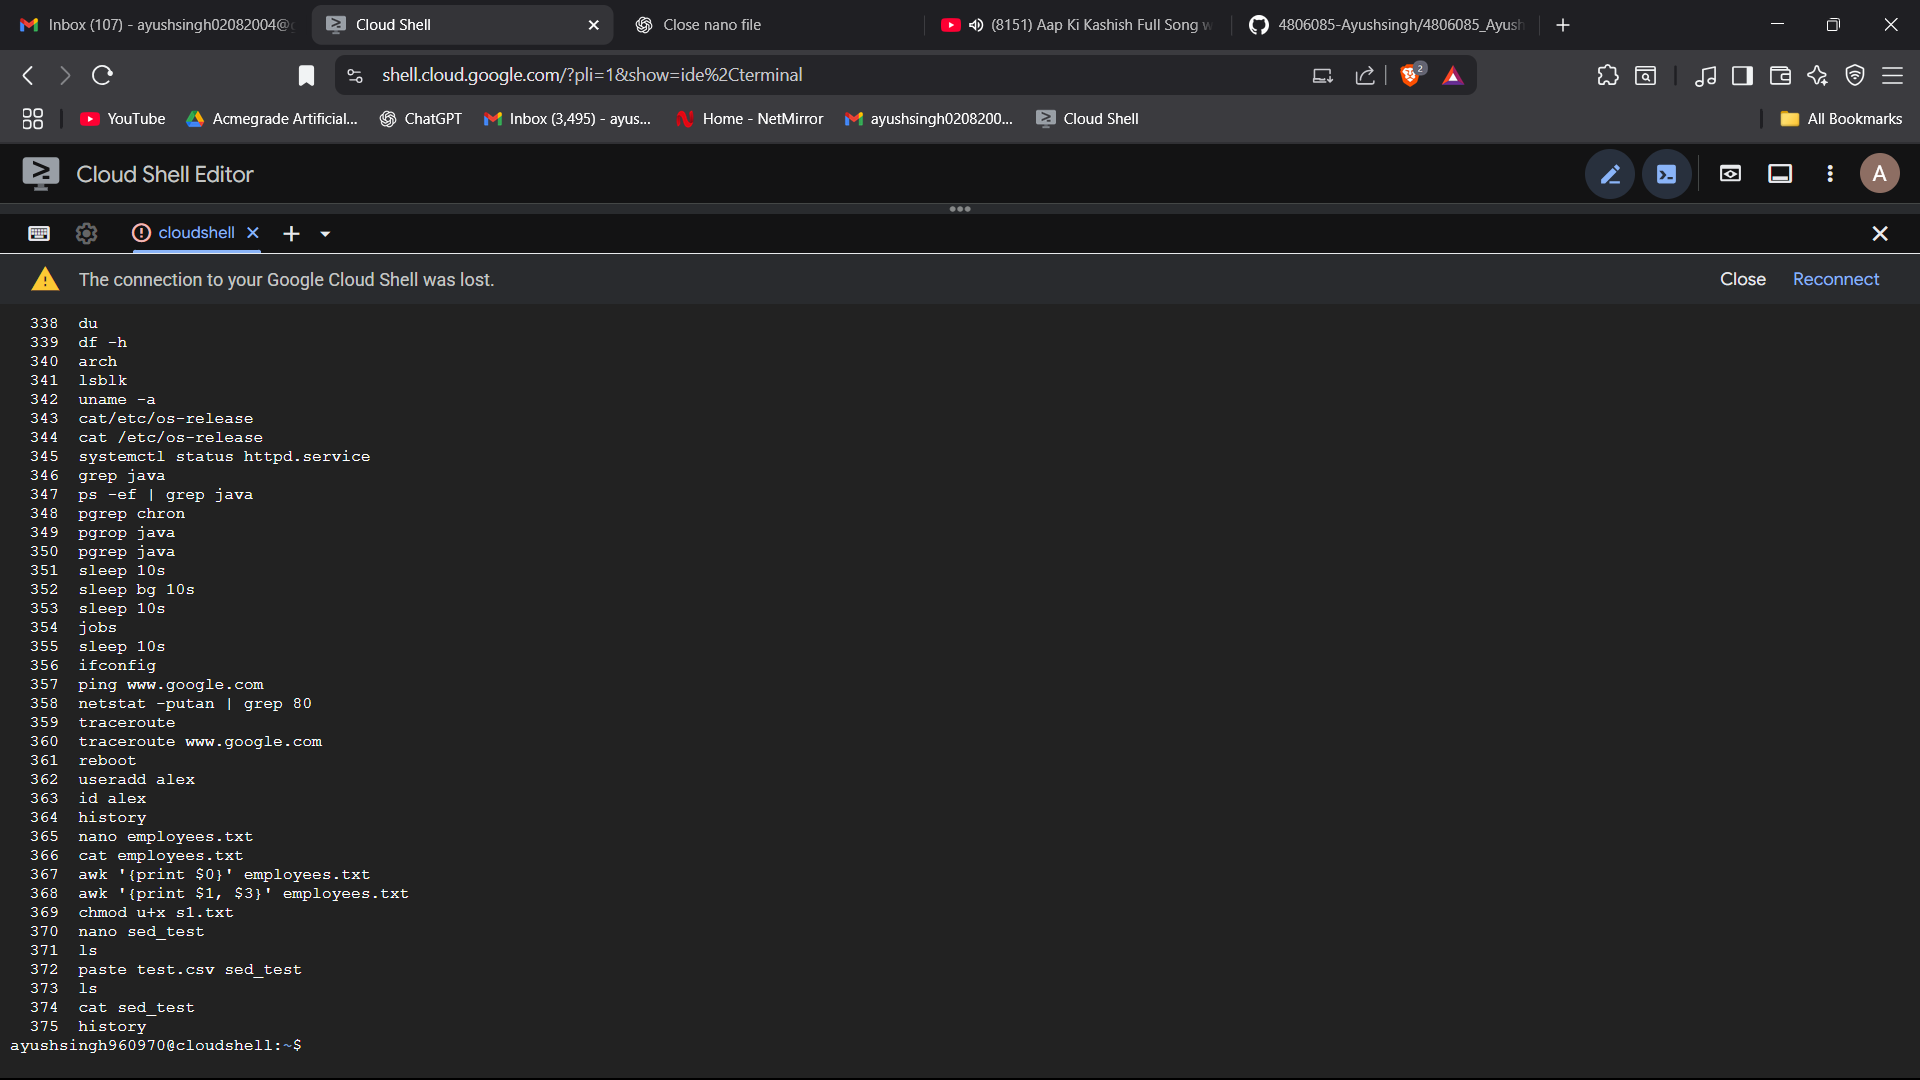 Inbox (107) - ayushsingh02082004@g
Cloud Shell
Close nano file
(8151) Aap Ki Kashish Full Song w
4806085-Ayushsingh/4806085_Ayush
shell.cloud.google.com/?pli=1&show=ide%2Cterminal
2
YouTube
Acmegrade Artificial...
ChatGPT
Inbox (3,495) - ayus...
Home - NetMirror
ayushsingh0208200...
Cloud Shell
All Bookmarks
Cloud Shell Editor
A
cloudshell
The connection to your Google Cloud Shell was lost.
Close
Reconnect
338 du
339 df -h
340 arch
341 lsblk
342 uname -a
343 cat/etc/os-release
344 cat /etc/os-release
345 systemctl status httpd.service
346 grep java
347 ps -ef | grep java
348 pgrep chron
349 pgrop java
350 pgrep java
351 sleep 10s
352 sleep bg 10s
353 sleep 10s
354 jobs
355 sleep 10s
356 ifconfig
357 ping www.google.com
358 netstat -putan | grep 80
359 traceroute
360 traceroute www.google.com
361 reboot
362 useradd alex
363 id alex
364 history
365 nano employees.txt
366 cat employees.txt
367 awk '{print $0}' employees.txt
368 awk '{print $1, $3}' employees.txt
369 chmod u+x s1.txt
370 nano sed_test
371 ls
372 paste test.csv sed_test
373 ls
374 cat sed_test
375 history
ayushsingh960970@cloudshell:~$